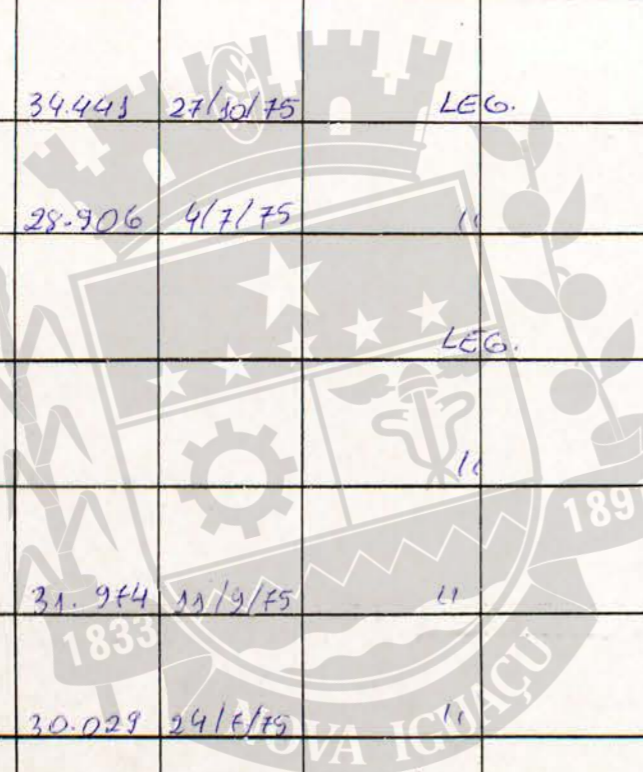 34.441 27/10/75 LEG.
28.906 4/7/75 "
LEG.
"
31.974 11/9/75 "
30.029 24/7/75 "
1833 189
NOVA IGUAÇU